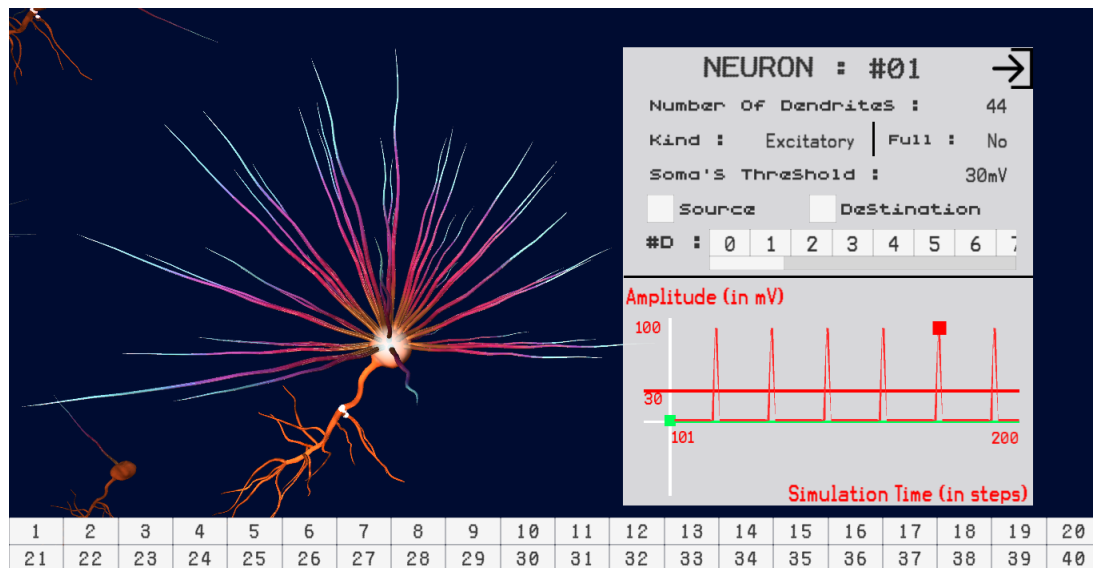 NEURON : #01
Number Of Dendrites : 44
Kind : Excitatory Full : No
Soma'S ThreShold : 30mV
Source DeStination
#D : 0 1 2 3 4 5 6 7
Amplitude (in mV)
100
30
101 200
Simulation Time (in steps)
1 2 3 4 5 6 7 8 9 10 11 12 13 14 15 16 17 18 19 20
21 22 23 24 25 26 27 28 29 30 31 32 33 34 35 36 37 38 39 40